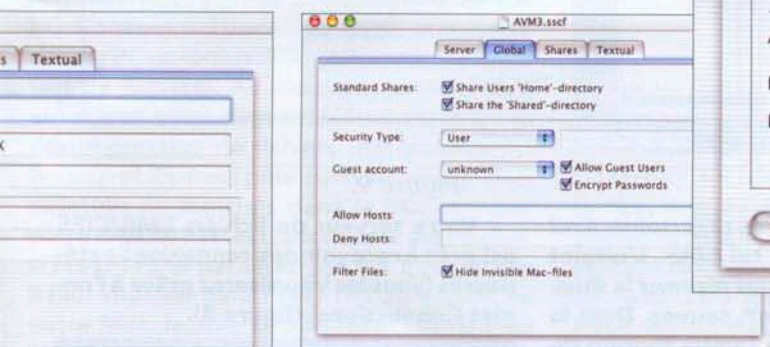 s Textual
X
AVM3.sscf
Server Global Shares Textual
Standard Shares: Share Users 'Home'-directory
Share the 'Shared'-directory
Security Type: User
Guest account: unknown Allow Guest Users
Encrypt Passwords
Allow Hosts:
Deny Hosts:
Filter Files: Hide Invisible Mac-files